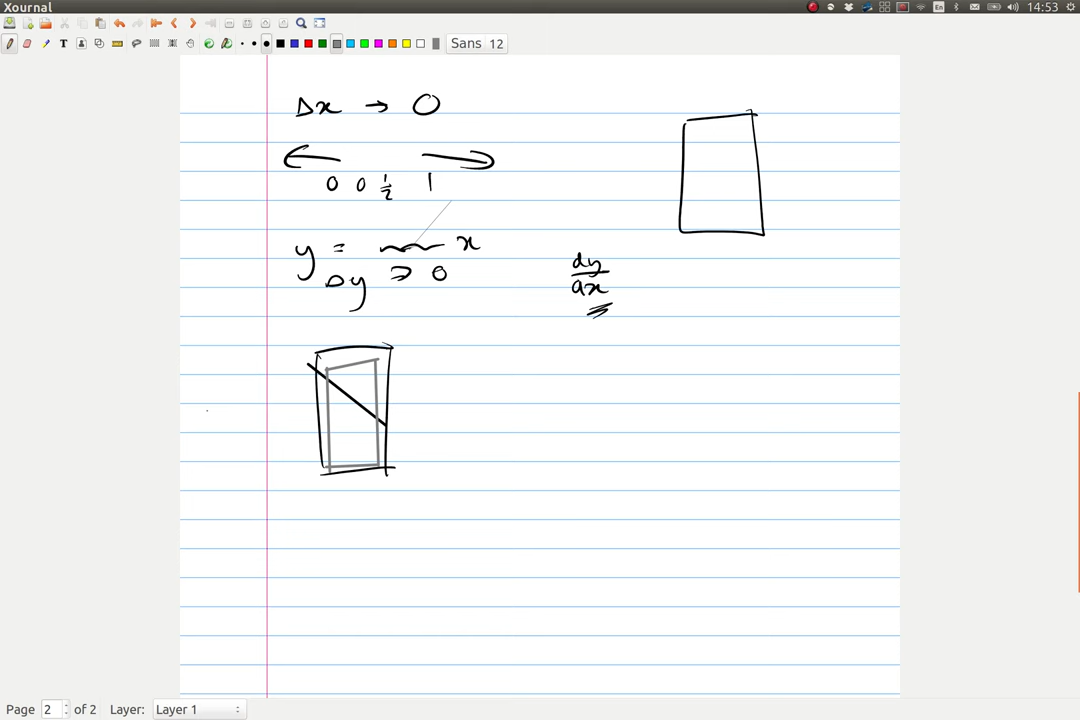 Xournal
En 14:53
T Sans 12
Δx → 0
0 0 1/2 1
y = x
Δy → 0
dy/dx
Page 2 of 2 Layer: Layer 1